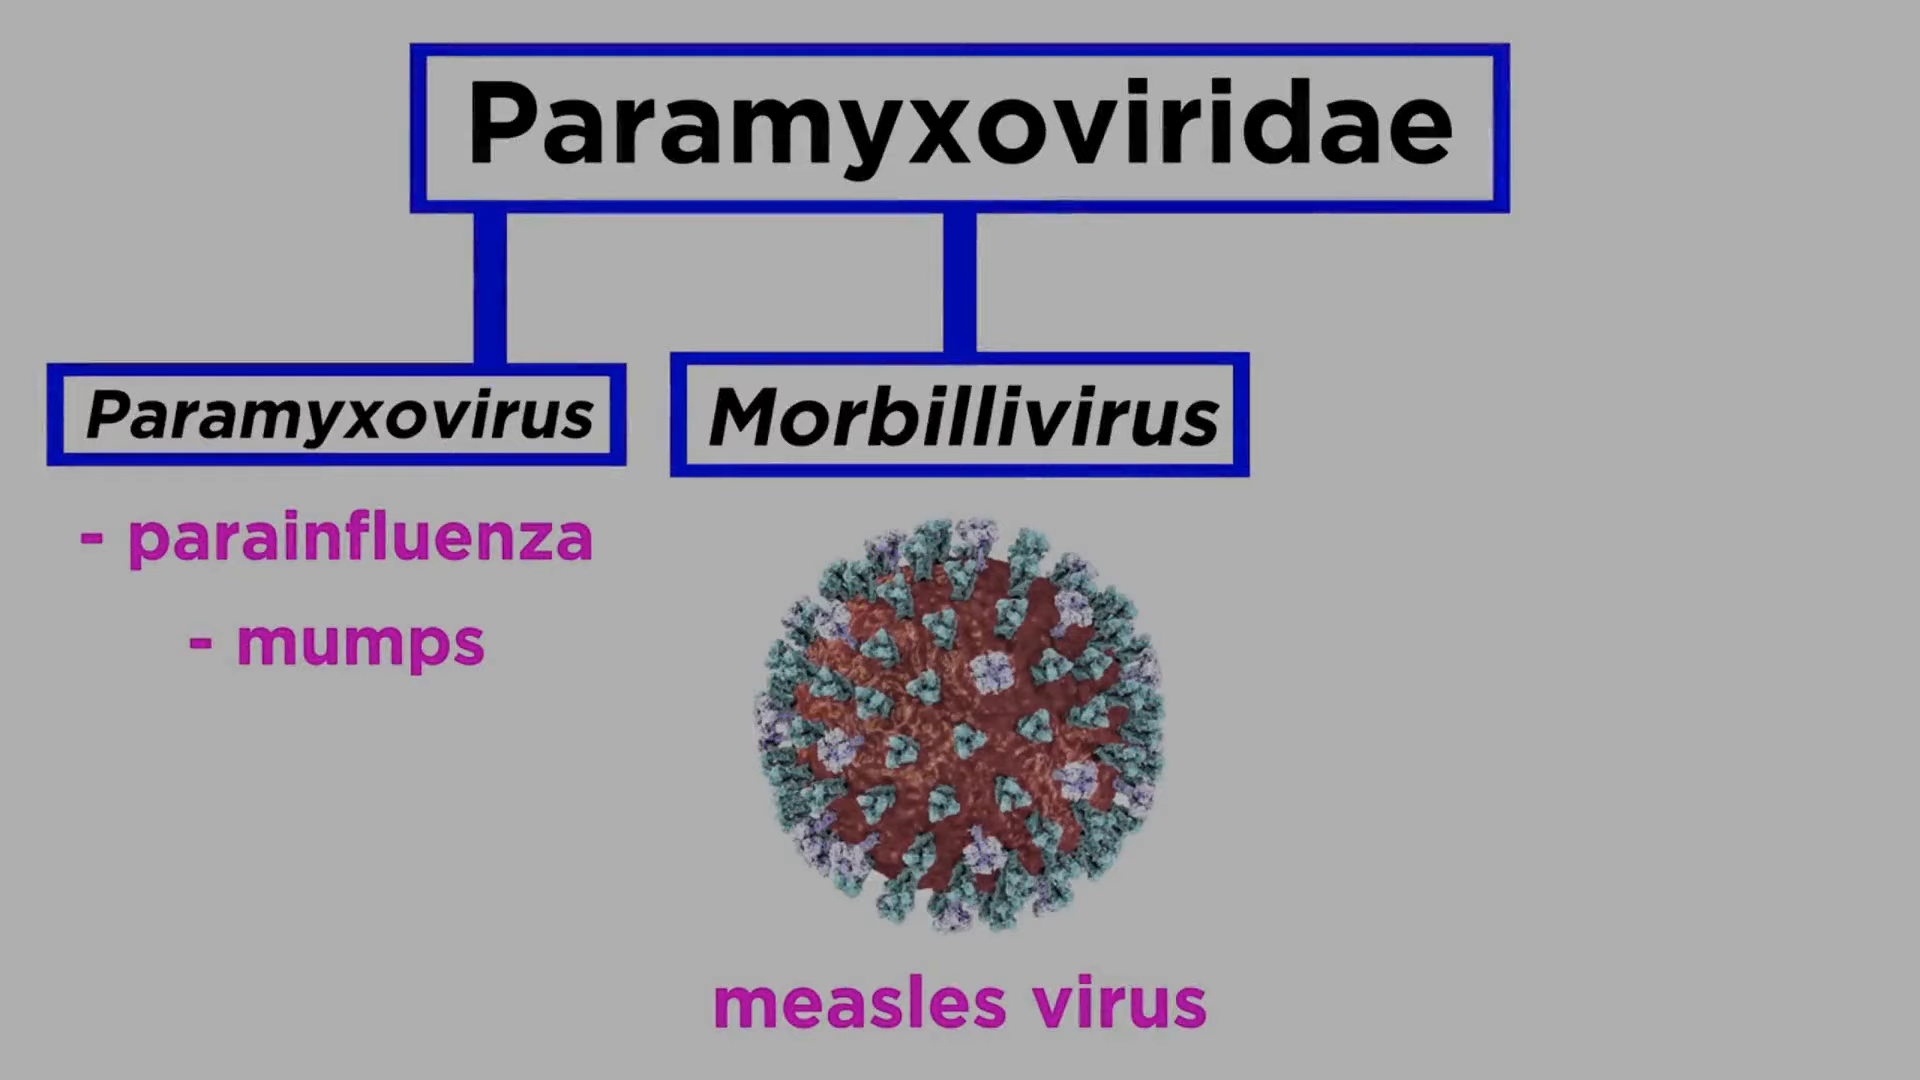 Paramyxoviridae
Paramyxovirus
Morbillivirus
- parainfluenza
- mumps
measles virus